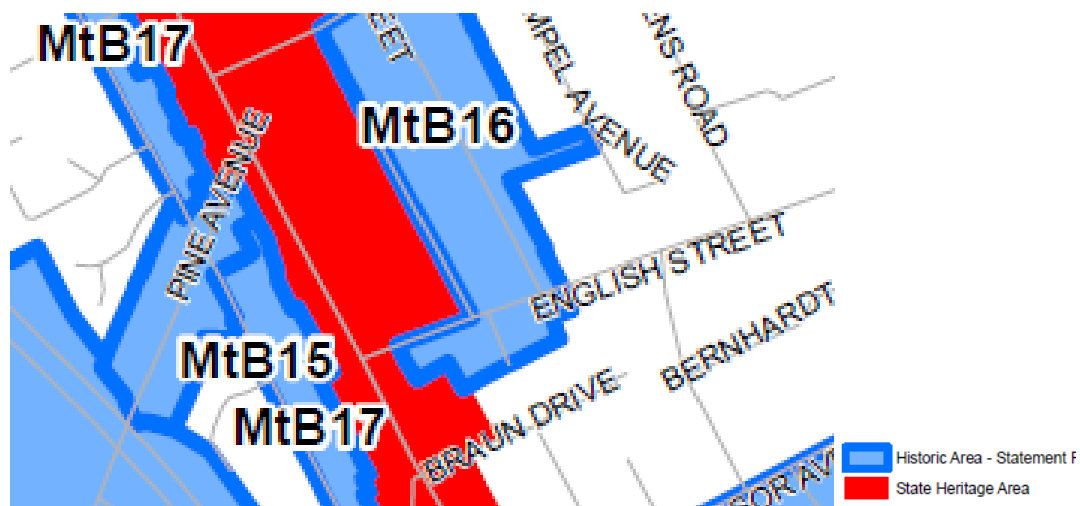 MtB17
REET
MPEL AVENUE
ENS ROAD
MtB16
PINE AVENUE
ENGLISH STREET
MtB15
BERNHARDT
MtB17
BRAUN DRIVE
Historic Area - Statement
State Heritage Area